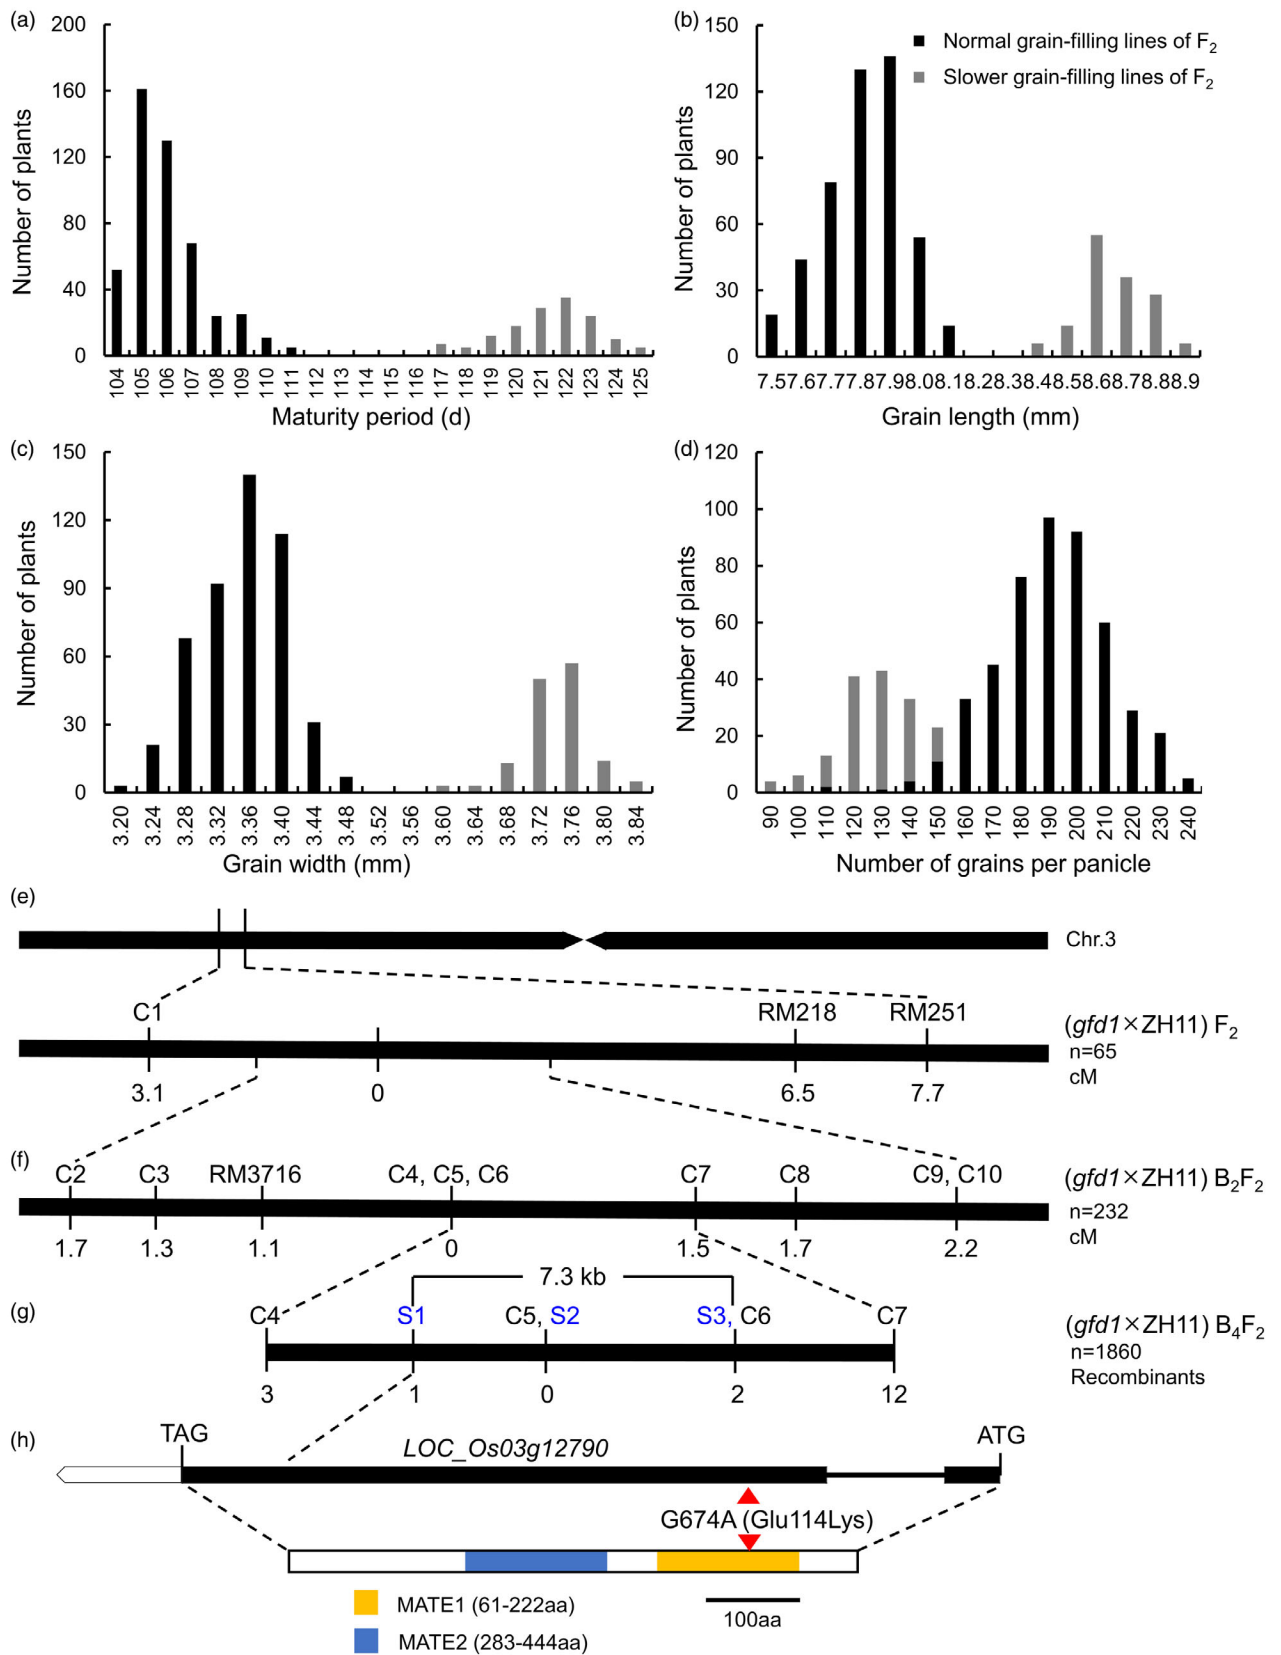 (a)
200
160
120
80
40
0
Number of plants
104 105 106 107 108 109 110 111 112 113 114 115 116 117 118 119 120 121 122 123 124 125
Maturity period (d)
(b)
150
120
90
60
30
0
Number of plants
Normal grain-filling lines of F2
Slower grain-filling lines of F2
7.57.67.77.87.98.08.18.28.38.48.58.68.78.88.9
Grain length (mm)
(c)
150
120
90
60
30
0
Number of plants
3.20 3.24 3.28 3.32 3.36 3.40 3.44 3.48 3.52 3.56 3.60 3.64 3.68 3.72 3.76 3.80 3.84
Grain width (mm)
(d)
120
100
80
60
40
20
0
Number of plants
90 100 110 120 130 140 150 160 170 180 190 200 210 220 230 240
Number of grains per panicle
(e)
Chr.3
C1 RM218 RM251
(gfd1×ZH11) F2
n=65
cM
3.1 0 6.5 7.7
(f)
C2 C3 RM3716 C4, C5, C6 C7 C8 C9, C10
(gfd1×ZH11) B2F2
n=232
cM
1.7 1.3 1.1 0 1.5 1.7 2.2
7.3 kb
(g)
C4 S1 C5, S2 S3, C6 C7
(gfd1×ZH11) B4F2
n=1860
Recombinants
3 1 0 2 12
(h)
TAG LOC_Os03g12790 ATG
G674A (Glu114Lys)
MATE1 (61-222aa)
100aa
MATE2 (283-444aa)